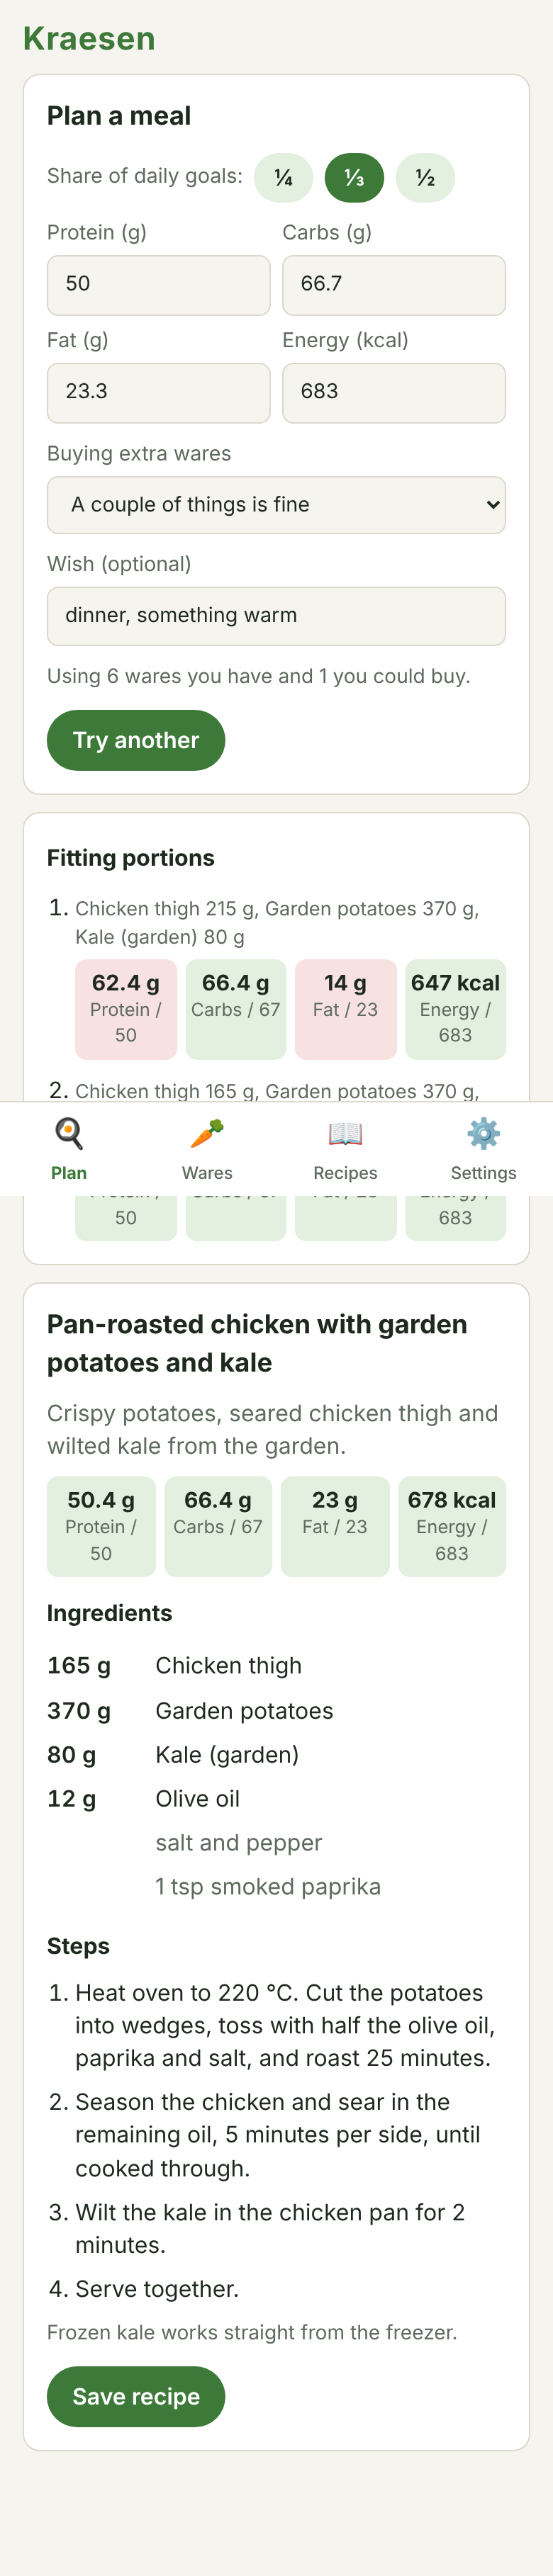 Kraesen
Plan a meal
Share of daily goals: ¼ ⅓ ½
Protein (g) Carbs (g)
50 66.7
Fat (g) Energy (kcal)
23.3 683
Buying extra wares
A couple of things is fine
Wish (optional)
dinner, something warm
Using 6 wares you have and 1 you could buy.
Try another
Fitting portions
1. Chicken thigh 215 g, Garden potatoes 370 g,
Kale (garden) 80 g
62.4 g 66.4 g 14 g 647 kcal
Protein / Carbs / 67 Fat / 23 Energy /
50 683
2. Chicken thigh 165 g, Garden potatoes 370 g,
🍳 🥕 📖 ⚙️
Plan Wares Recipes Settings
50 683
Pan-roasted chicken with garden
potatoes and kale
Crispy potatoes, seared chicken thigh and
wilted kale from the garden.
50.4 g 66.4 g 23 g 678 kcal
Protein / Carbs / 67 Fat / 23 Energy /
50 683
Ingredients
165 g Chicken thigh
370 g Garden potatoes
80 g Kale (garden)
12 g Olive oil
salt and pepper
1 tsp smoked paprika
Steps
1. Heat oven to 220 °C. Cut the potatoes
into wedges, toss with half the olive oil,
paprika and salt, and roast 25 minutes.
2. Season the chicken and sear in the
remaining oil, 5 minutes per side, until
cooked through.
3. Wilt the kale in the chicken pan for 2
minutes.
4. Serve together.
Frozen kale works straight from the freezer.
Save recipe